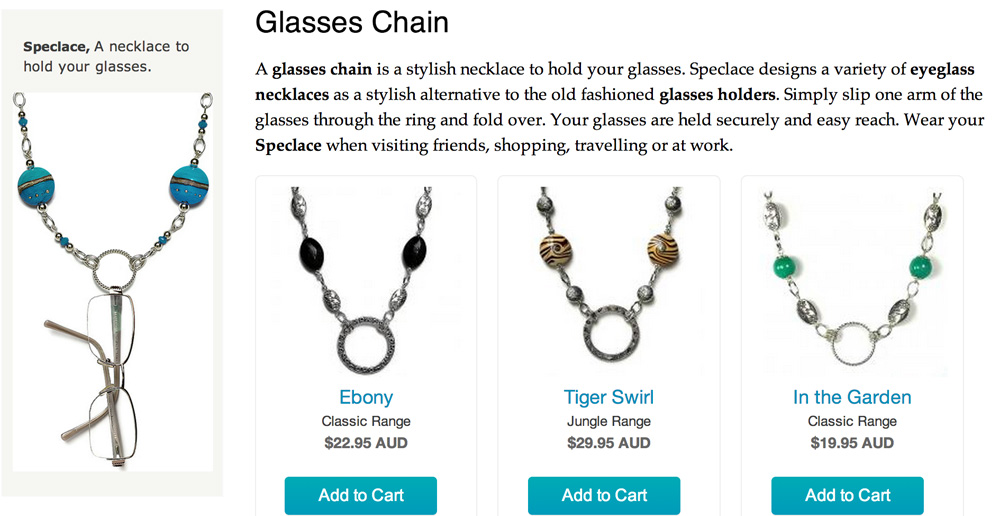 Speclace, A necklace to
hold your glasses.
Glasses Chain
A glasses chain is a stylish necklace to hold your glasses. Speclace designs a variety of eyeglass
necklaces as a stylish alternative to the old fashioned glasses holders. Simply slip one arm of the
glasses through the ring and fold over. Your glasses are held securely and easy reach. Wear your
Speclace when visiting friends, shopping, travelling or at work.
Ebony
Classic Range
$22.95 AUD
Add to Cart
Tiger Swirl
Jungle Range
$29.95 AUD
Add to Cart
In the Garden
Classic Range
$19.95 AUD
Add to Cart